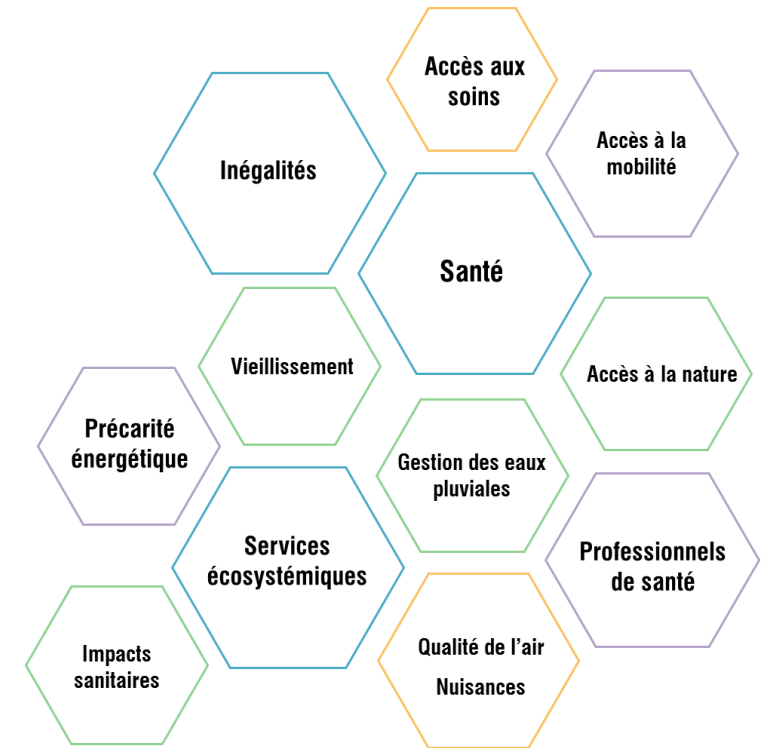 Accès aux
soins
Accès à la
mobilité
Inégalités
Santé
Vieillissement
Accès à la nature
Précarité
énergétique
Gestion des eaux
pluviales
Services
écosystémiques
Professionnels
de santé
Impacts
sanitaires
Qualité de l’air
Nuisances